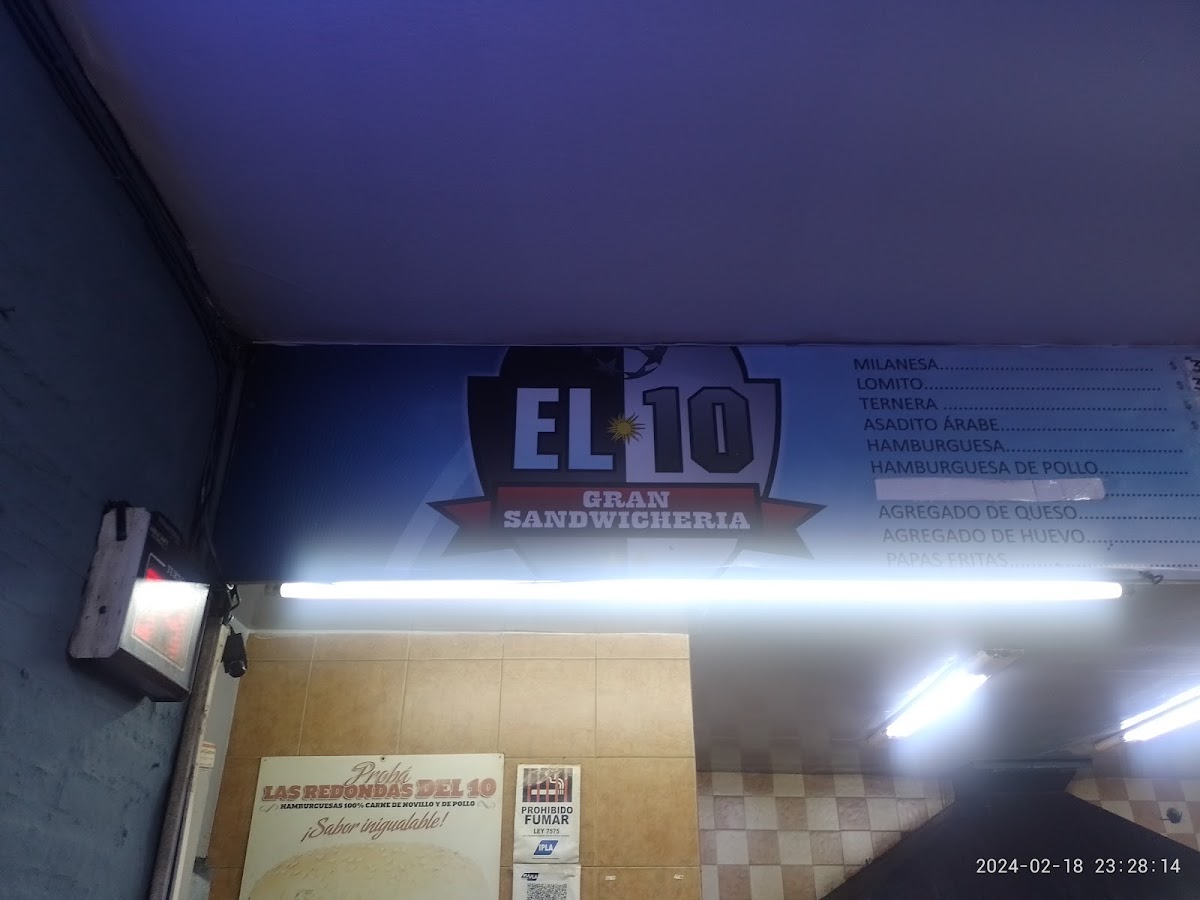 EL 10
GRAN
SANDWICHERIA
MILANESA........................................ $
LOMITO............................................ $
TERNERA ........................................ $
ASADITO ÁRABE................................ $
HAMBURGUESA................................
HAMBURGUESA DE POLLO................
AGREGADO DE QUESO.....................
AGREGADO DE HUEVO.....................
PAPAS FRITAS..................................
Probá
LAS REDONDAS DEL 10
HAMBURGUESAS 100% CARNE DE NOVILLO Y DE POLLO
¡Sabor inigualable!
PROHIBIDO
FUMAR
LEY 7575
IPLA
2024-02-18 23:28:14